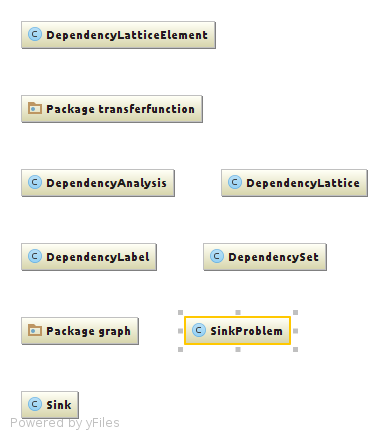 C DependencyLatticeElement
Package transferfunction
C DependencyAnalysis
C DependencyLattice
C DependencyLabel
C DependencySet
Package graph
C SinkProblem
C Sink
Powered by yFiles